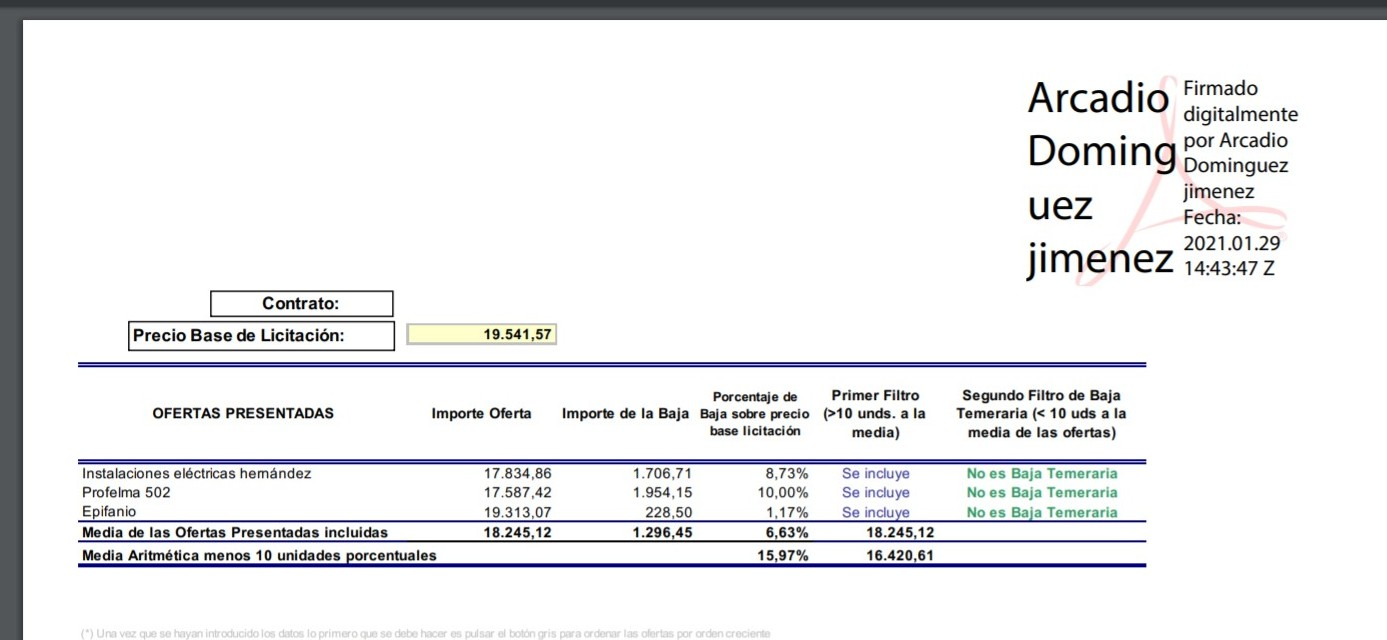 Arcadio
Doming
uez
jimenez
Firmado
digitalmente
por Arcadio
Dominguez
jimenez
Fecha:
2021.01.29
14:43:47 Z
Contrato:
Precio Base de Licitación: 19.541,57
OFERTAS PRESENTADAS Importe Oferta Importe de la Baja Porcentaje de Baja sobre precio base licitación Primer Filtro (>10 unds. a la media) Segundo Filtro de Baja Temeraria (< 10 uds a la media de las ofertas)
Instalaciones eléctricas hernández 17.834,86 1.706,71 8,73% Se incluye No es Baja Temeraria
Profelma 502 17.587,42 1.954,15 10,00% Se incluye No es Baja Temeraria
Epifanio 19.313,07 228,50 1,17% Se incluye No es Baja Temeraria
Media de las Ofertas Presentadas incluidas 18.245,12 1.296,45 6,63% 18.245,12
Media Aritmética menos 10 unidades porcentuales 15,97% 16.420,61
(*) Una vez que se hayan introducido los datos lo primero que se debe hacer es pulsar el botón gris para ordenar las ofertas por orden creciente